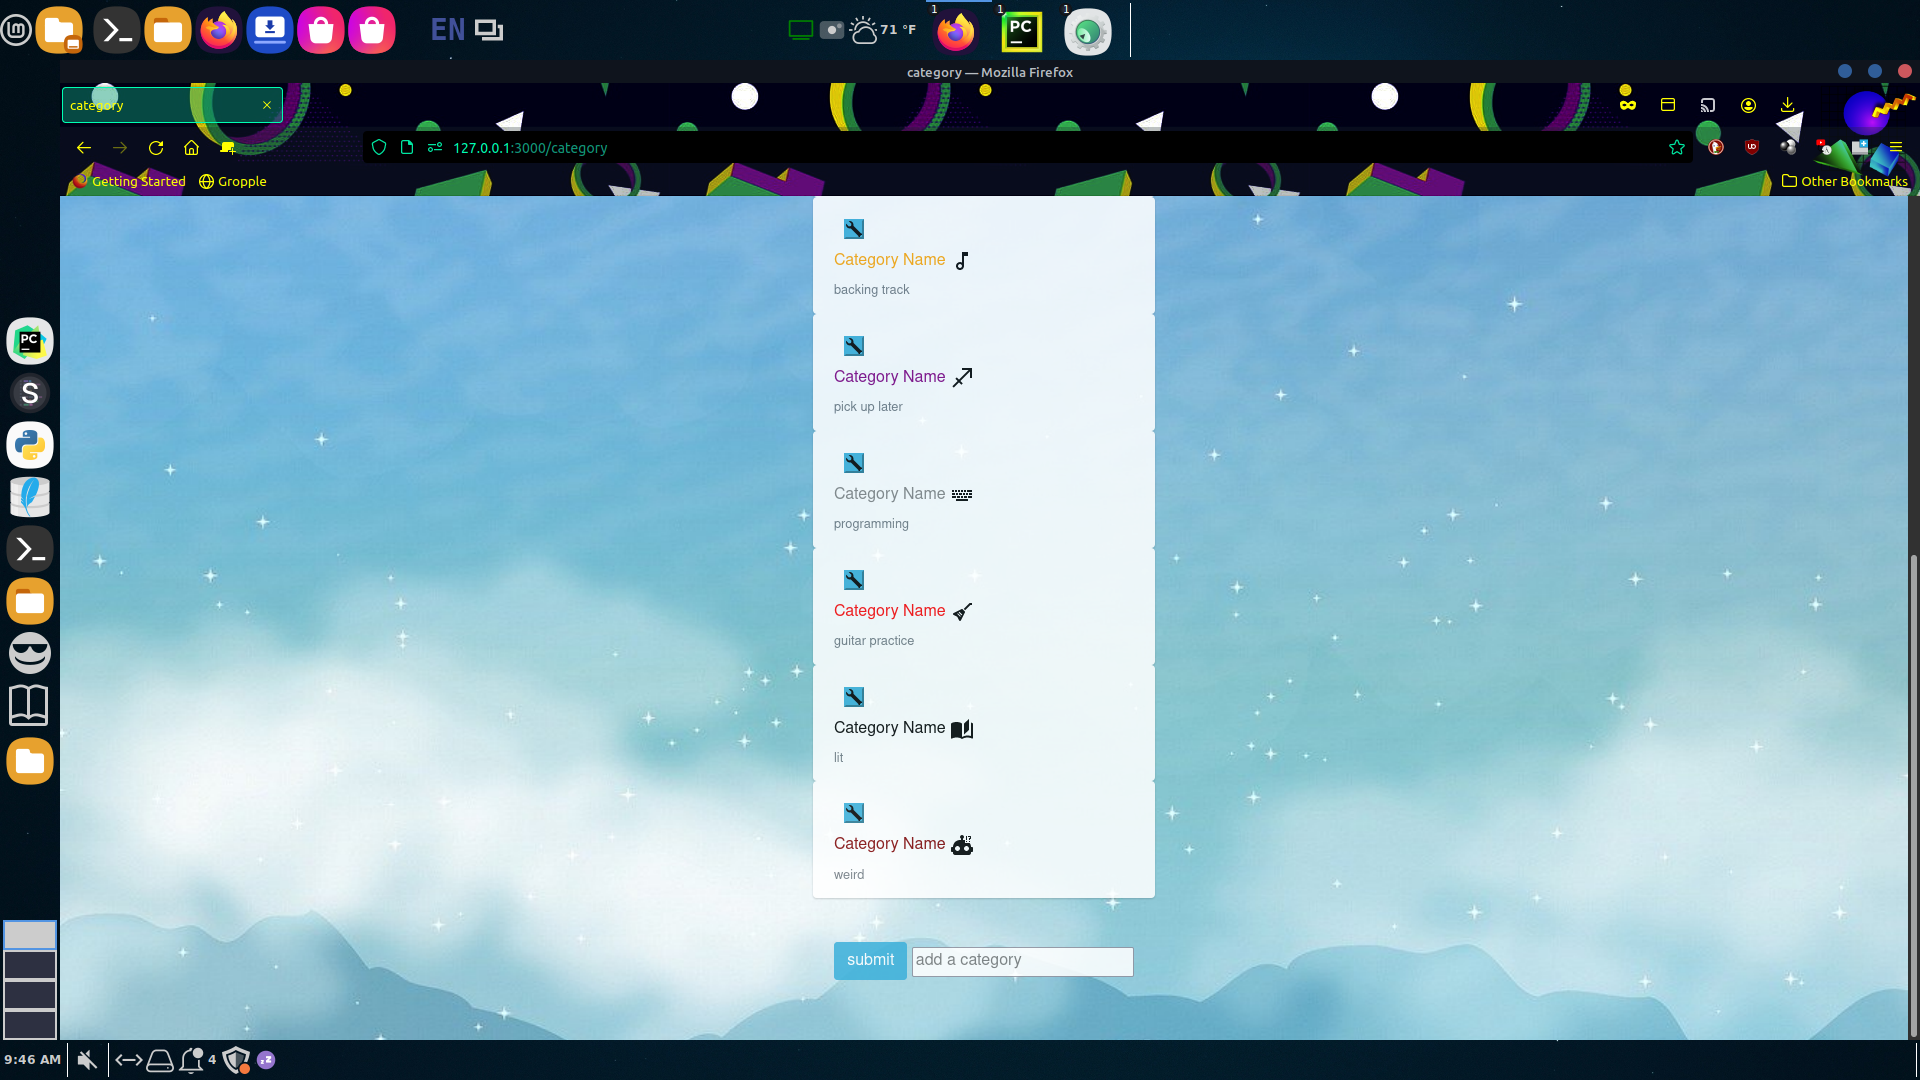 EN
71 °F
1
PC
1
1
category — Mozilla Firefox
category
127.0.0.1:3000/category
Getting Started
Gropple
Other Bookmarks
Category Name
backing track
Category Name
pick up later
Category Name
programming
Category Name
guitar practice
Category Name
lit
Category Name
weird
submit
add a category
PC
S
9:46 AM
4